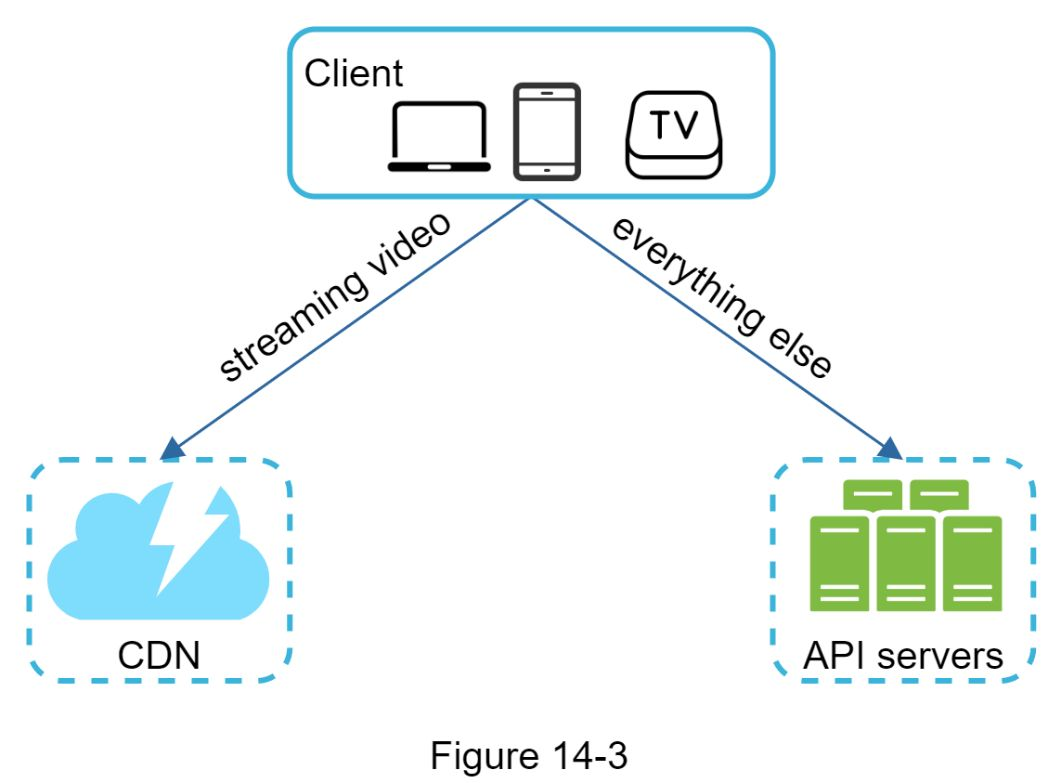 Client
TV
streaming video
everything else
CDN
API servers
Figure 14-3